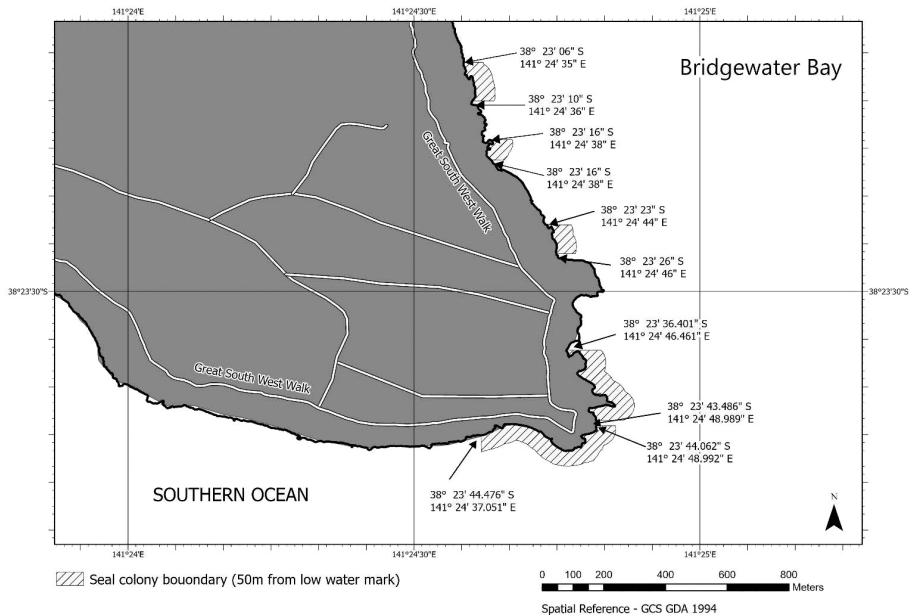 141° 24'E
141° 24'30"E
141° 25'E
38° 23' 06" S
141° 24' 35" E
Bridgewater Bay
38° 23' 10" S
141° 24' 36" E
38° 23' 16" S
141° 24' 38" E
Great South West Walk
38° 23' 16" S
141° 24' 38" E
38° 23' 23" S
141° 24' 44" E
38° 23' 26" S
141° 24' 46" E
38° 23'30"S
38° 23'30"S
38° 23' 36.401" S
141° 24' 46.461" E
Great South West Walk
38° 23' 43.486" S
141° 24' 48.989" E
38° 23' 44.062" S
141° 24' 48.992" E
38° 23' 44.476" S
141° 24' 37.051" E
SOUTHERN OCEAN
N
141° 24'E
141° 24'30"E
141° 25'E
Seal colony bouondary (50m from low water mark)
0 100 200 400 600 800
Meters
Spatial Reference - GCS GDA 1994